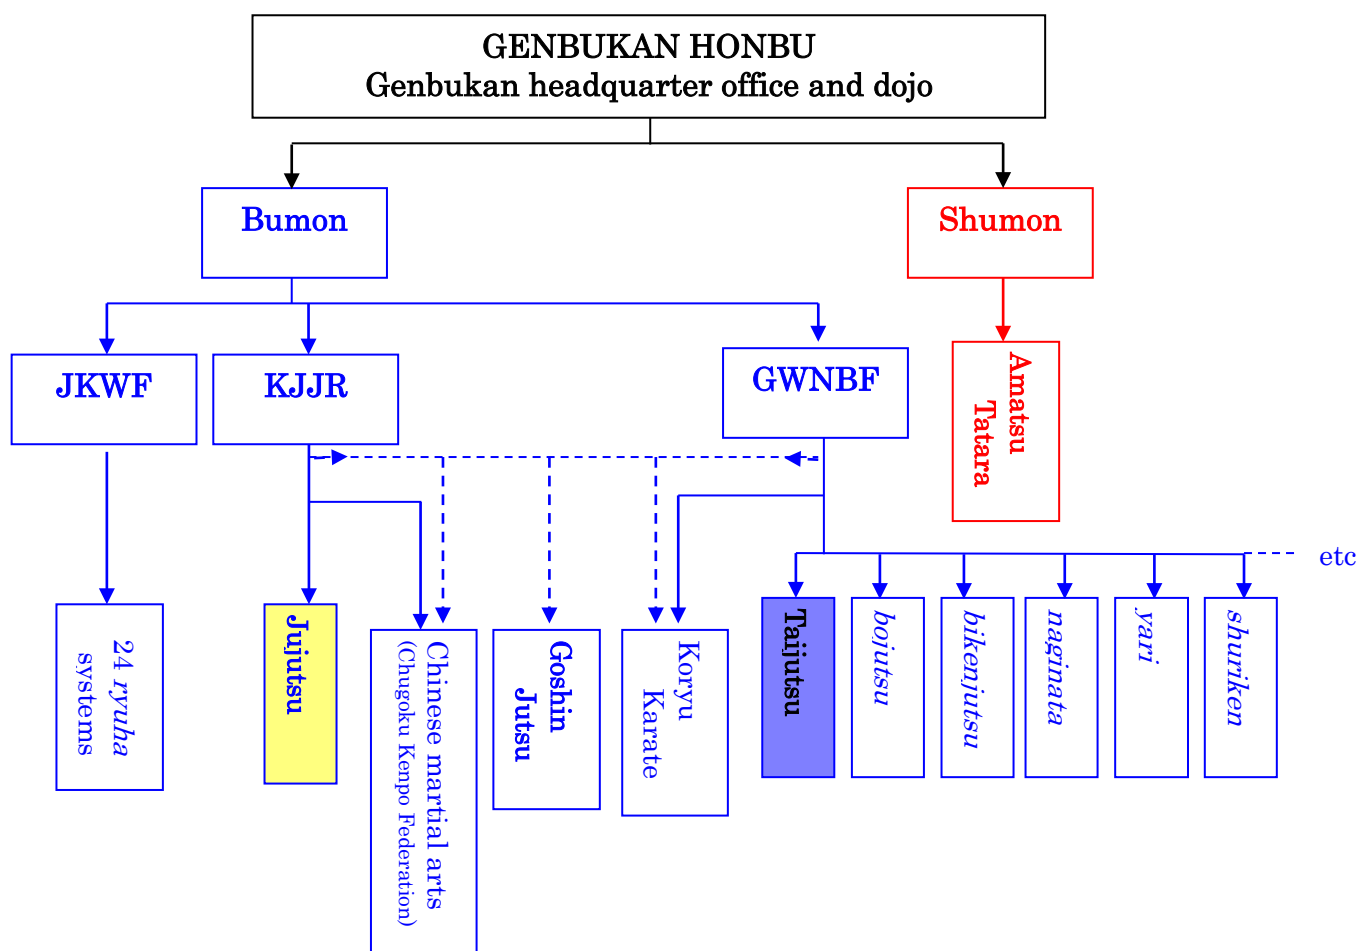 GENBUKAN HONBU
Genbukan headquarter office and dojo
Bumon
Shumon
JKWF
KJJR
GWNBF
Amatsu
Tatara
etc
24 ryuha
systems
Jujutsu
Chinese martial arts
(Chugoku Kenpo Federation)
Goshin
Jutsu
Koryu
Karate
Taijutsu
bojutsu
bikenjutsu
naginata
yari
shuriken